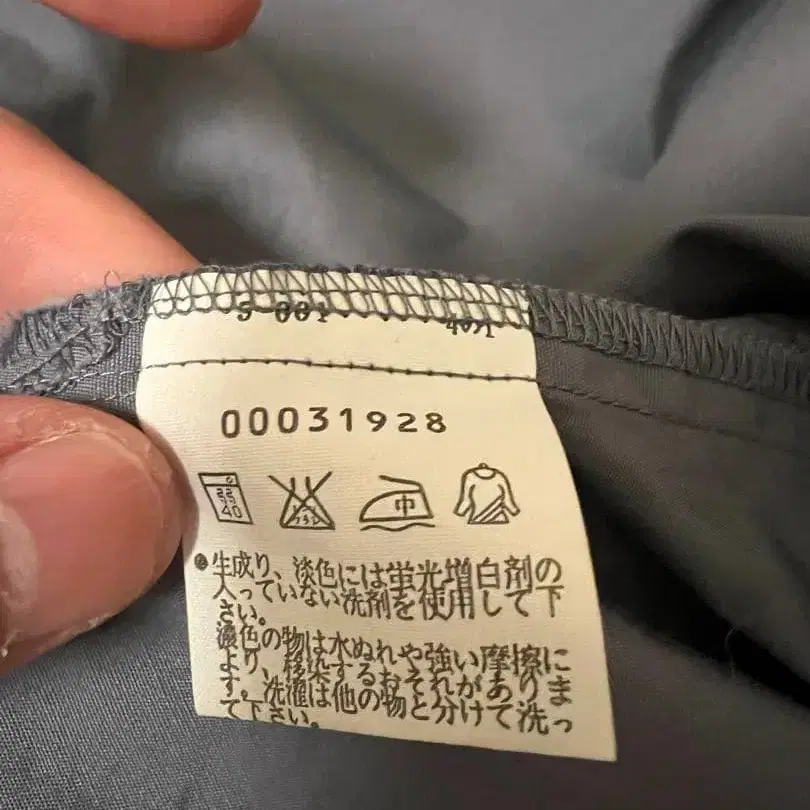 00031928
40
中
●生成り、淡色には蛍光増白剤の
入っていない洗剤を使用して下
さい。
濃色の物は水ぬれや強い摩擦に
より、移染するおそれがありま
す。洗濯は他の物と分けて洗っ
て下さい。